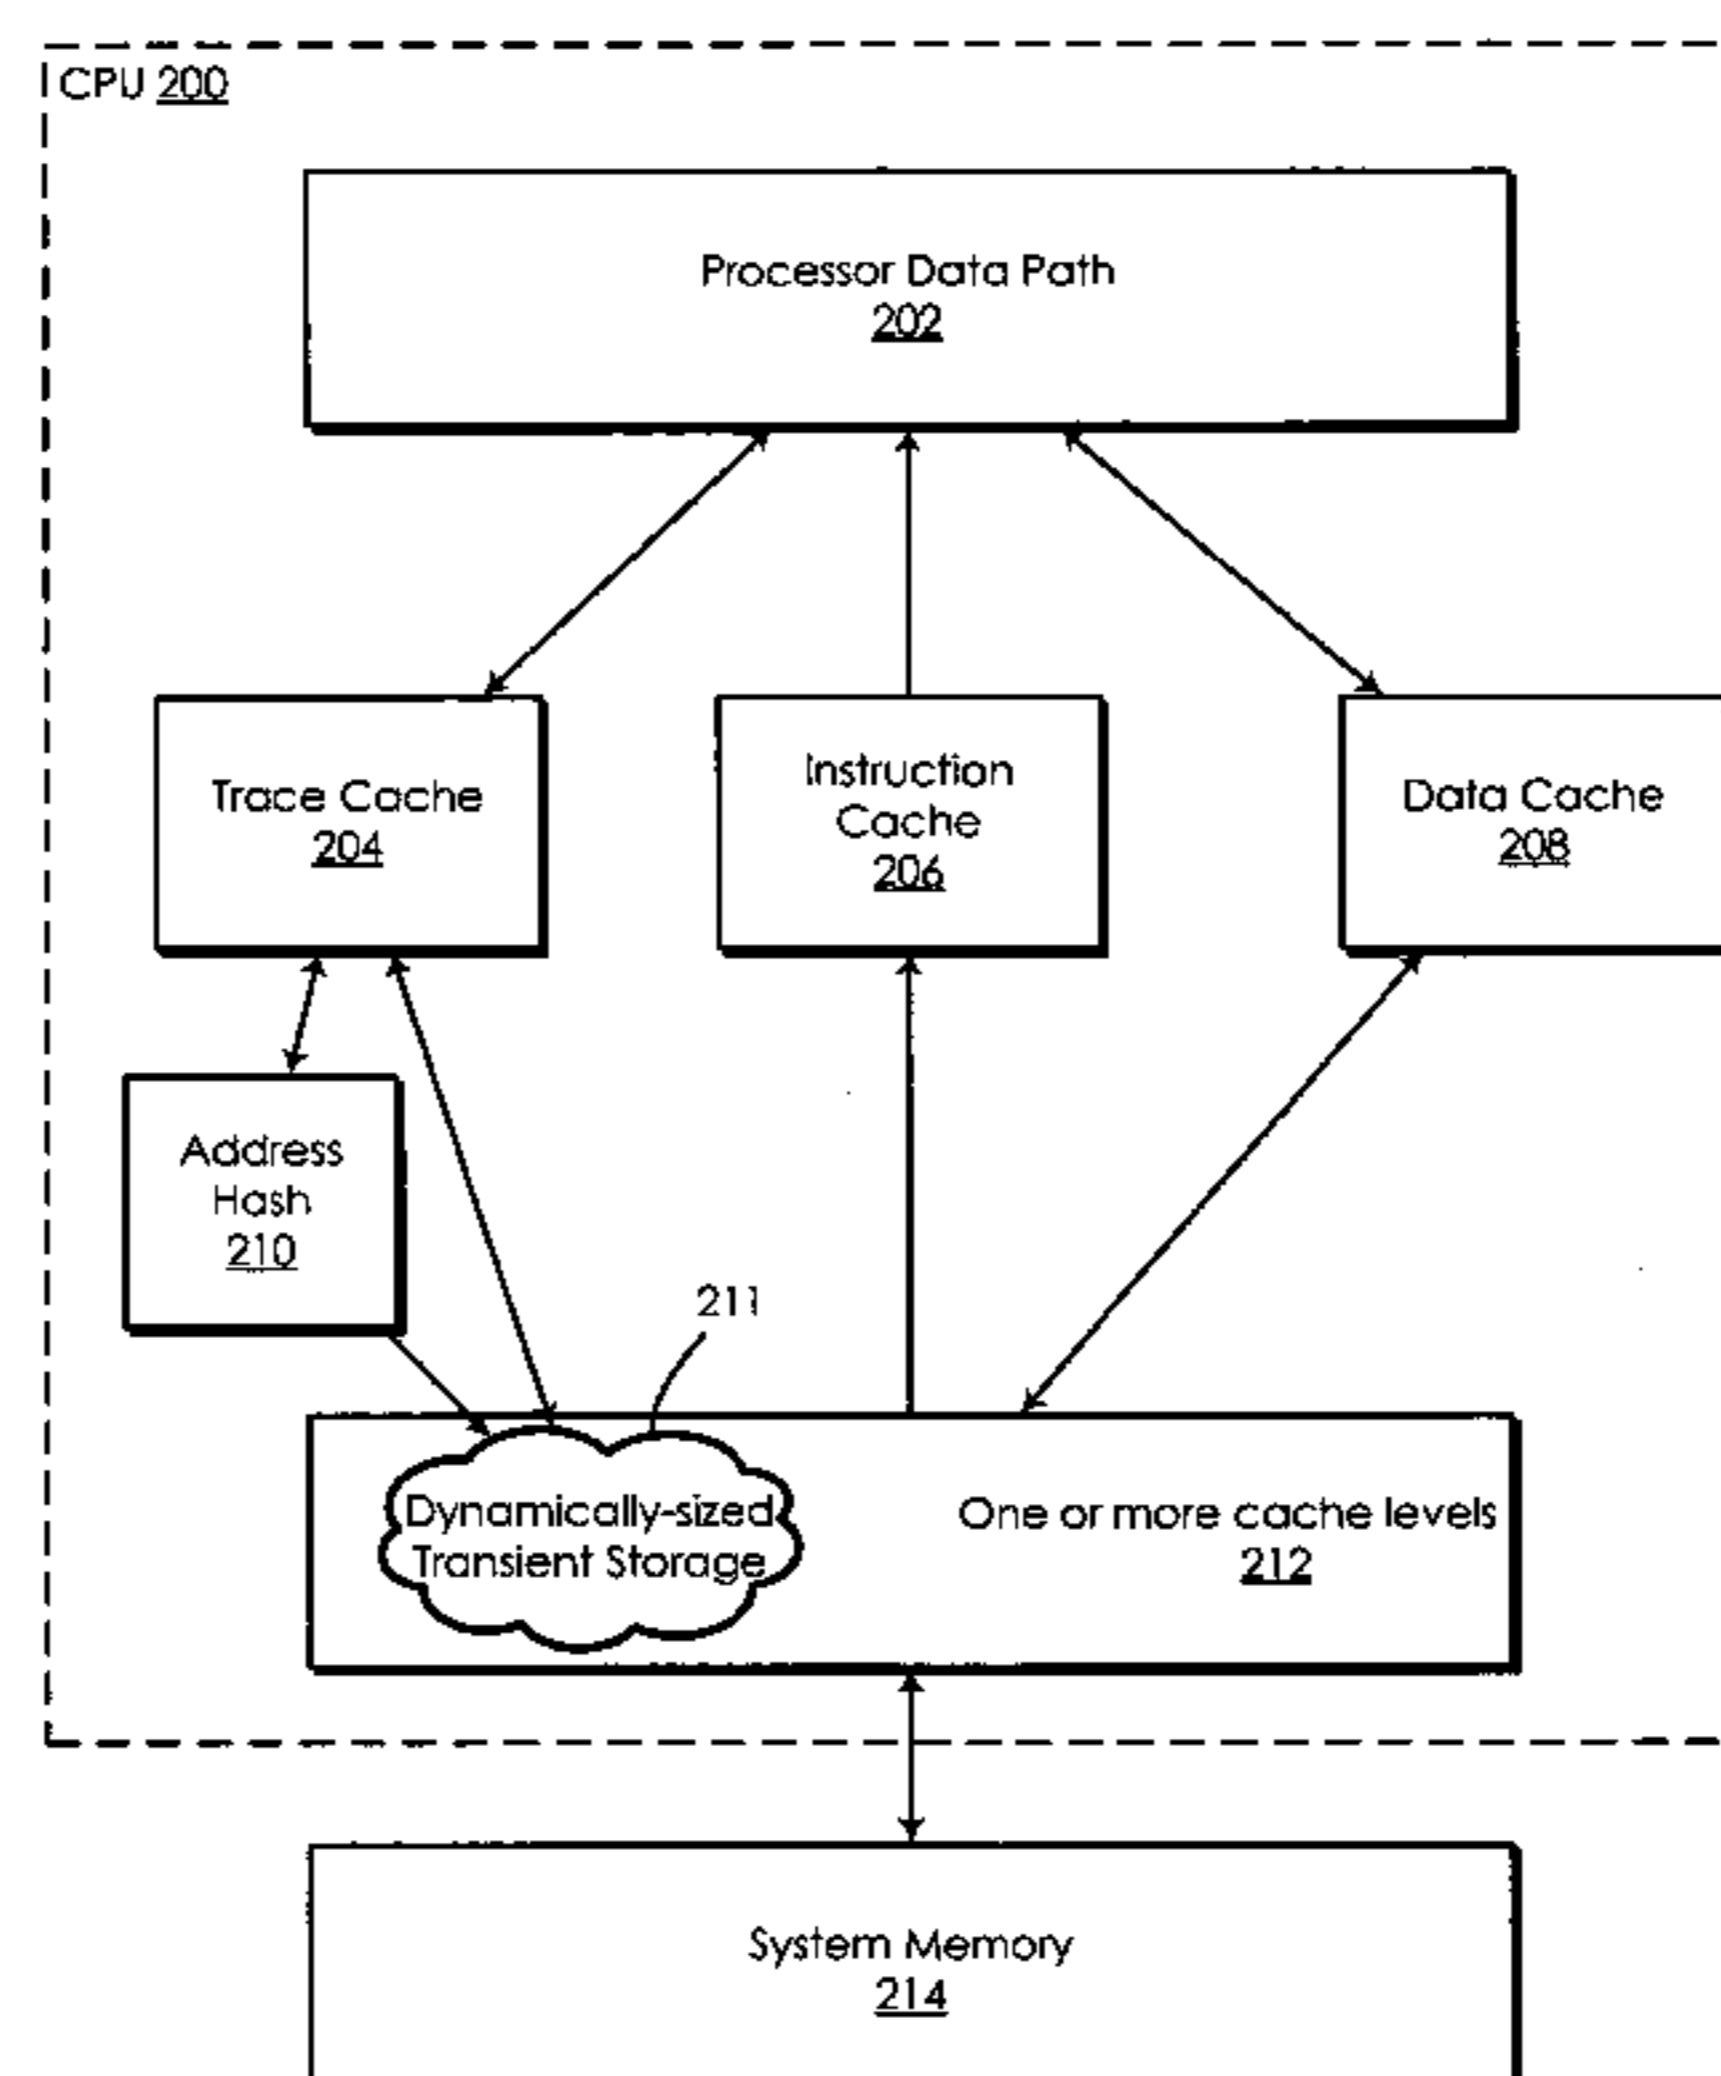 CPU 200
Processor Data Path
202
Trace Cache
204
Instruction
Cache
206
Data Cache
208
Address
Hash
210
211
Dynamically-sized
Transient Storage
One or more cache levels
212
System Memory
214